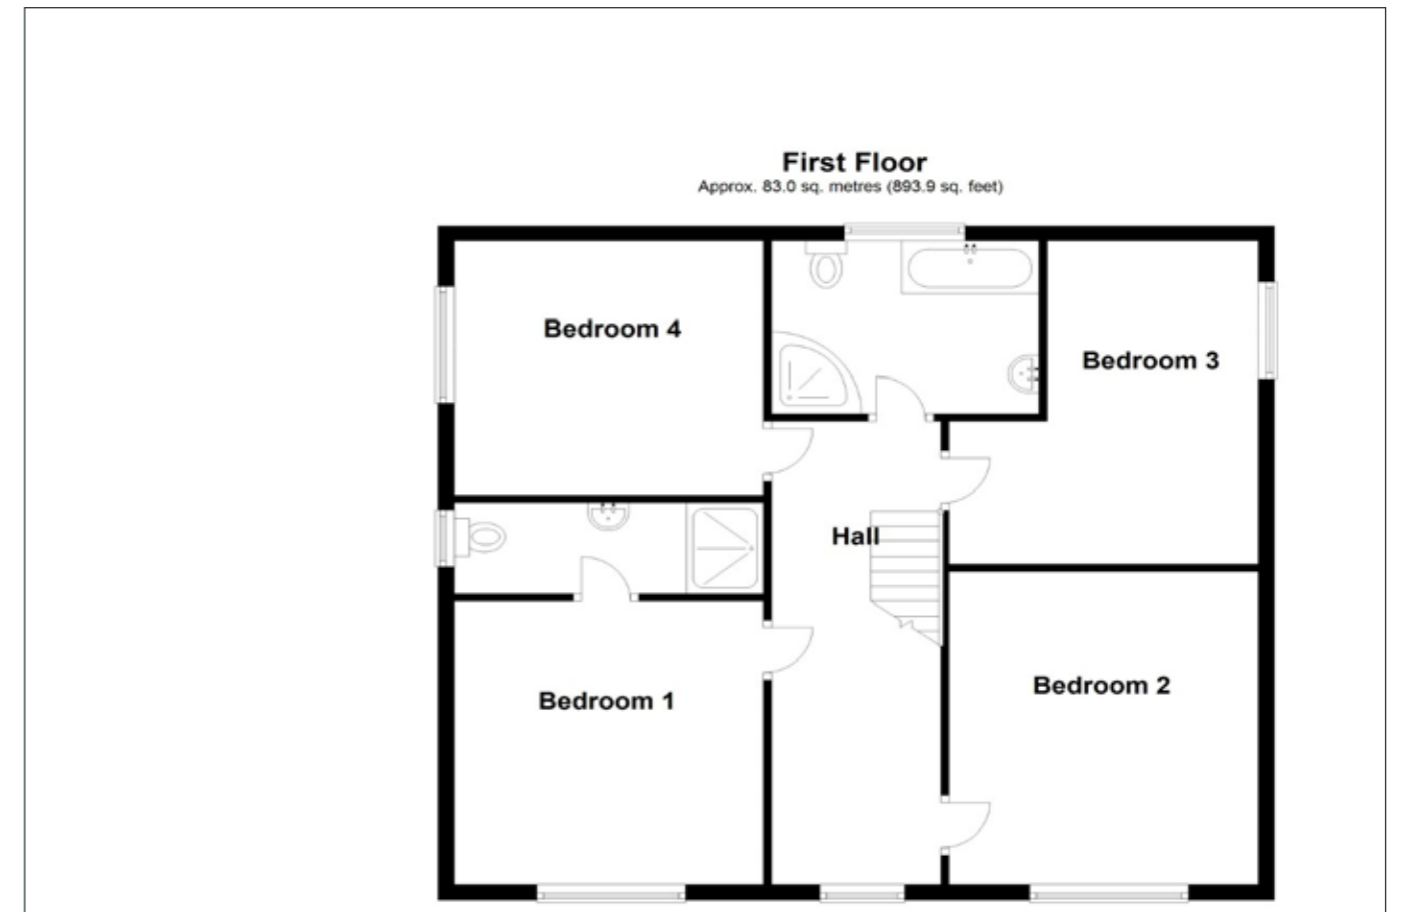 First Floor
Approx. 83.0 sq. metres (893.9 sq. feet)
Bedroom 4
Bedroom 3
Hall
Bedroom 2
Bedroom 1